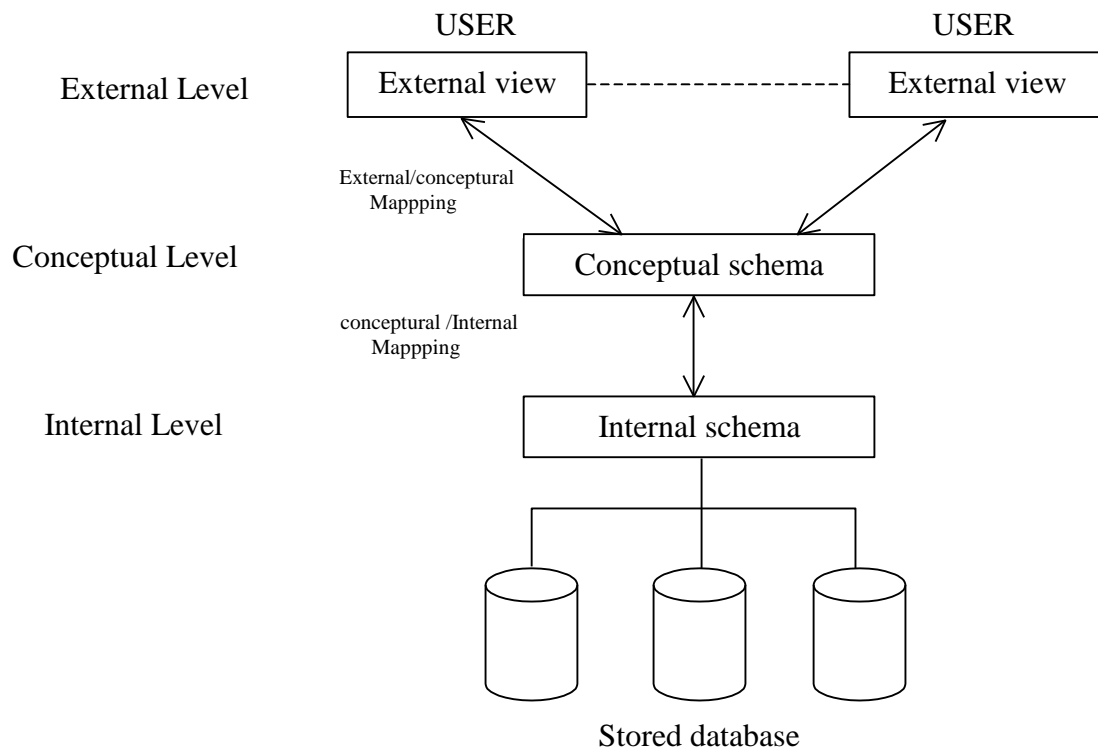 USER
USER
External Level
External view
External view
External/conceptural
Mappping
Conceptual Level
Conceptual schema
conceptural /Internal
Mappping
Internal Level
Internal schema
Stored database